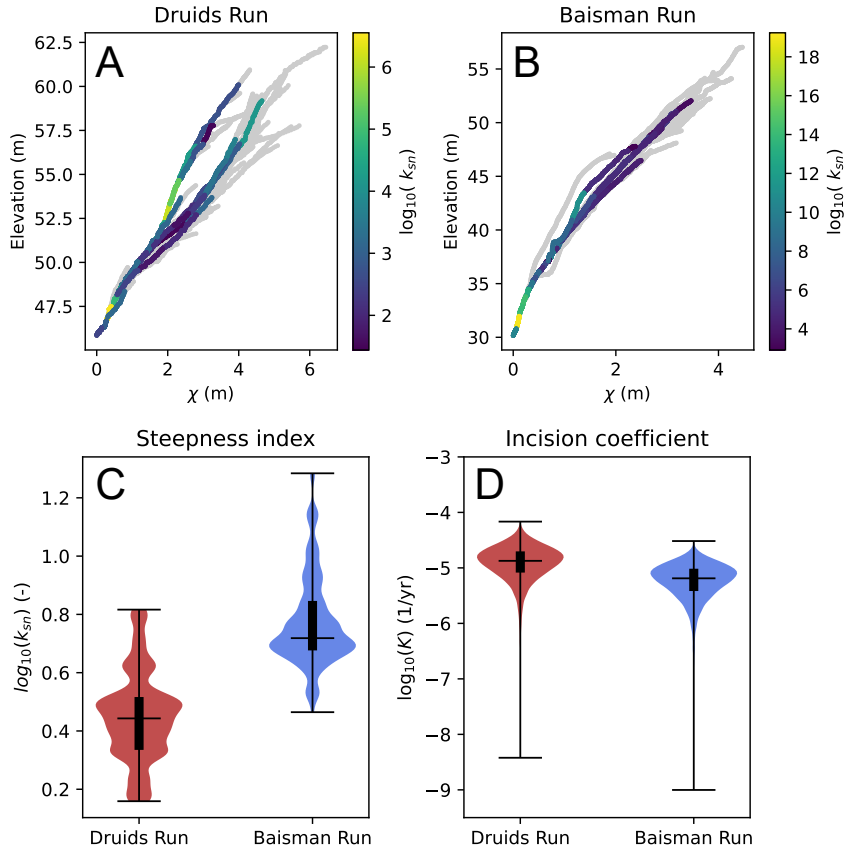 Druids Run
Baisman Run
A
B
62.5
60.0
57.5
55.0
52.5
50.0
47.5
Elevation (m)
0
2
4
6
χ (m)
6
5
4
3
2
log₁₀( kₛₙ)
55
50
45
40
35
30
Elevation (m)
0
2
4
χ (m)
18
16
14
12
10
8
6
4
log₁₀( kₛₙ)
Steepness index
Incision coefficient
C
D
1.2
1.0
0.8
0.6
0.4
0.2
log₁₀(kₛₙ) (-)
Druids Run
Baisman Run
−3
−4
−5
−6
−7
−8
−9
log₁₀(K) (1/yr)
Druids Run
Baisman Run